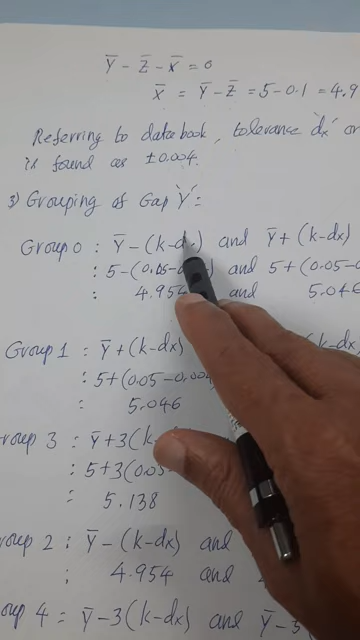 Ȳ - Z̄ - X̄ = 0
X̄ = Ȳ - Z̄ = 5 - 0.1 = 4.9
Referring to data book, tolerance 'dx' or
is found as ±0.004.
3) Grouping of Gap 'Y' :
Group 0 : Ȳ - (k-dx) and Ȳ + (k-dx)
: 5 - (0.05 - and 5 + (0.05 -
: 4.954 and 5.046
Group 1 : Ȳ + (k-dx)
: 5 + (0.05 - 0.004
: 5.046
Group 3 : Ȳ + 3(k-
: 5 + 3(0.05
: 5.138
Group 2 : Ȳ - (k-dx) and
: 4.954 and
Group 4 = Ȳ - 3(k-dx) and Ȳ - 3